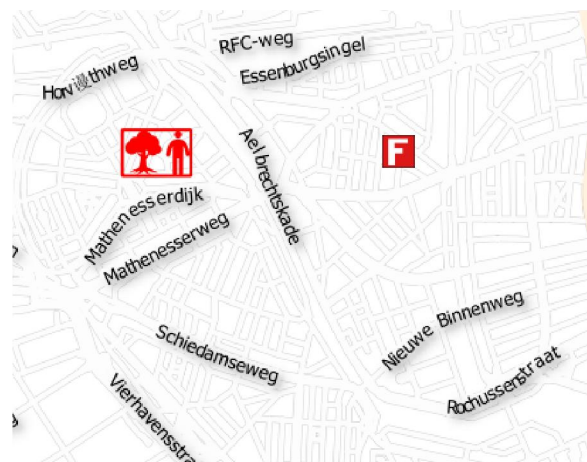 RFC-weg
Essenburgsingel
Aelbrechtskade
F
Mathenesserdijk
Mathenesserweg
Nieuwe Binnenweg
Schiedamseweg
Rochussenstraat